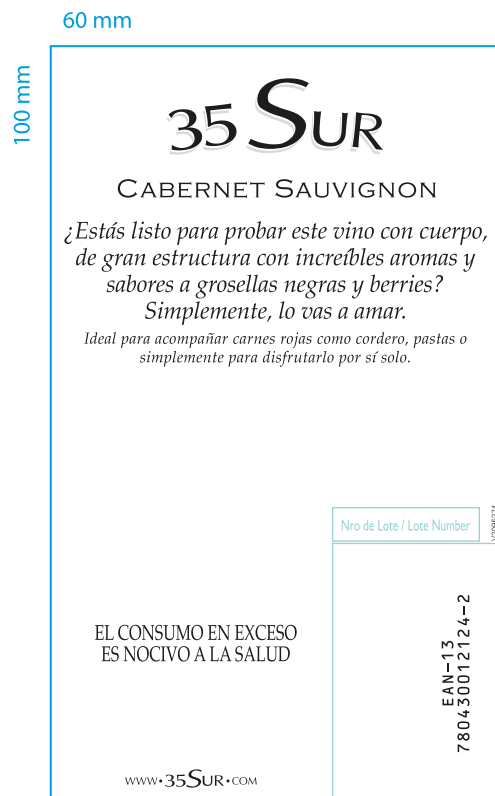 60 mm
100 mm
35 SUR
CABERNET SAUVIGNON
¿Estás listo para probar este vino con cuerpo,
de gran estructura con increíbles aromas y
sabores a grosellas negras y berries?
Simplemente, lo vas a amar.
Ideal para acompañar carnes rojas como cordero, pastas o
simplemente para disfrutarlo por sí solo.
Nro de Lote / Lote Number
EAN-13
780430012124-2
EL CONSUMO EN EXCESO
ES NOCIVO A LA SALUD
WWW•35SUR•COM